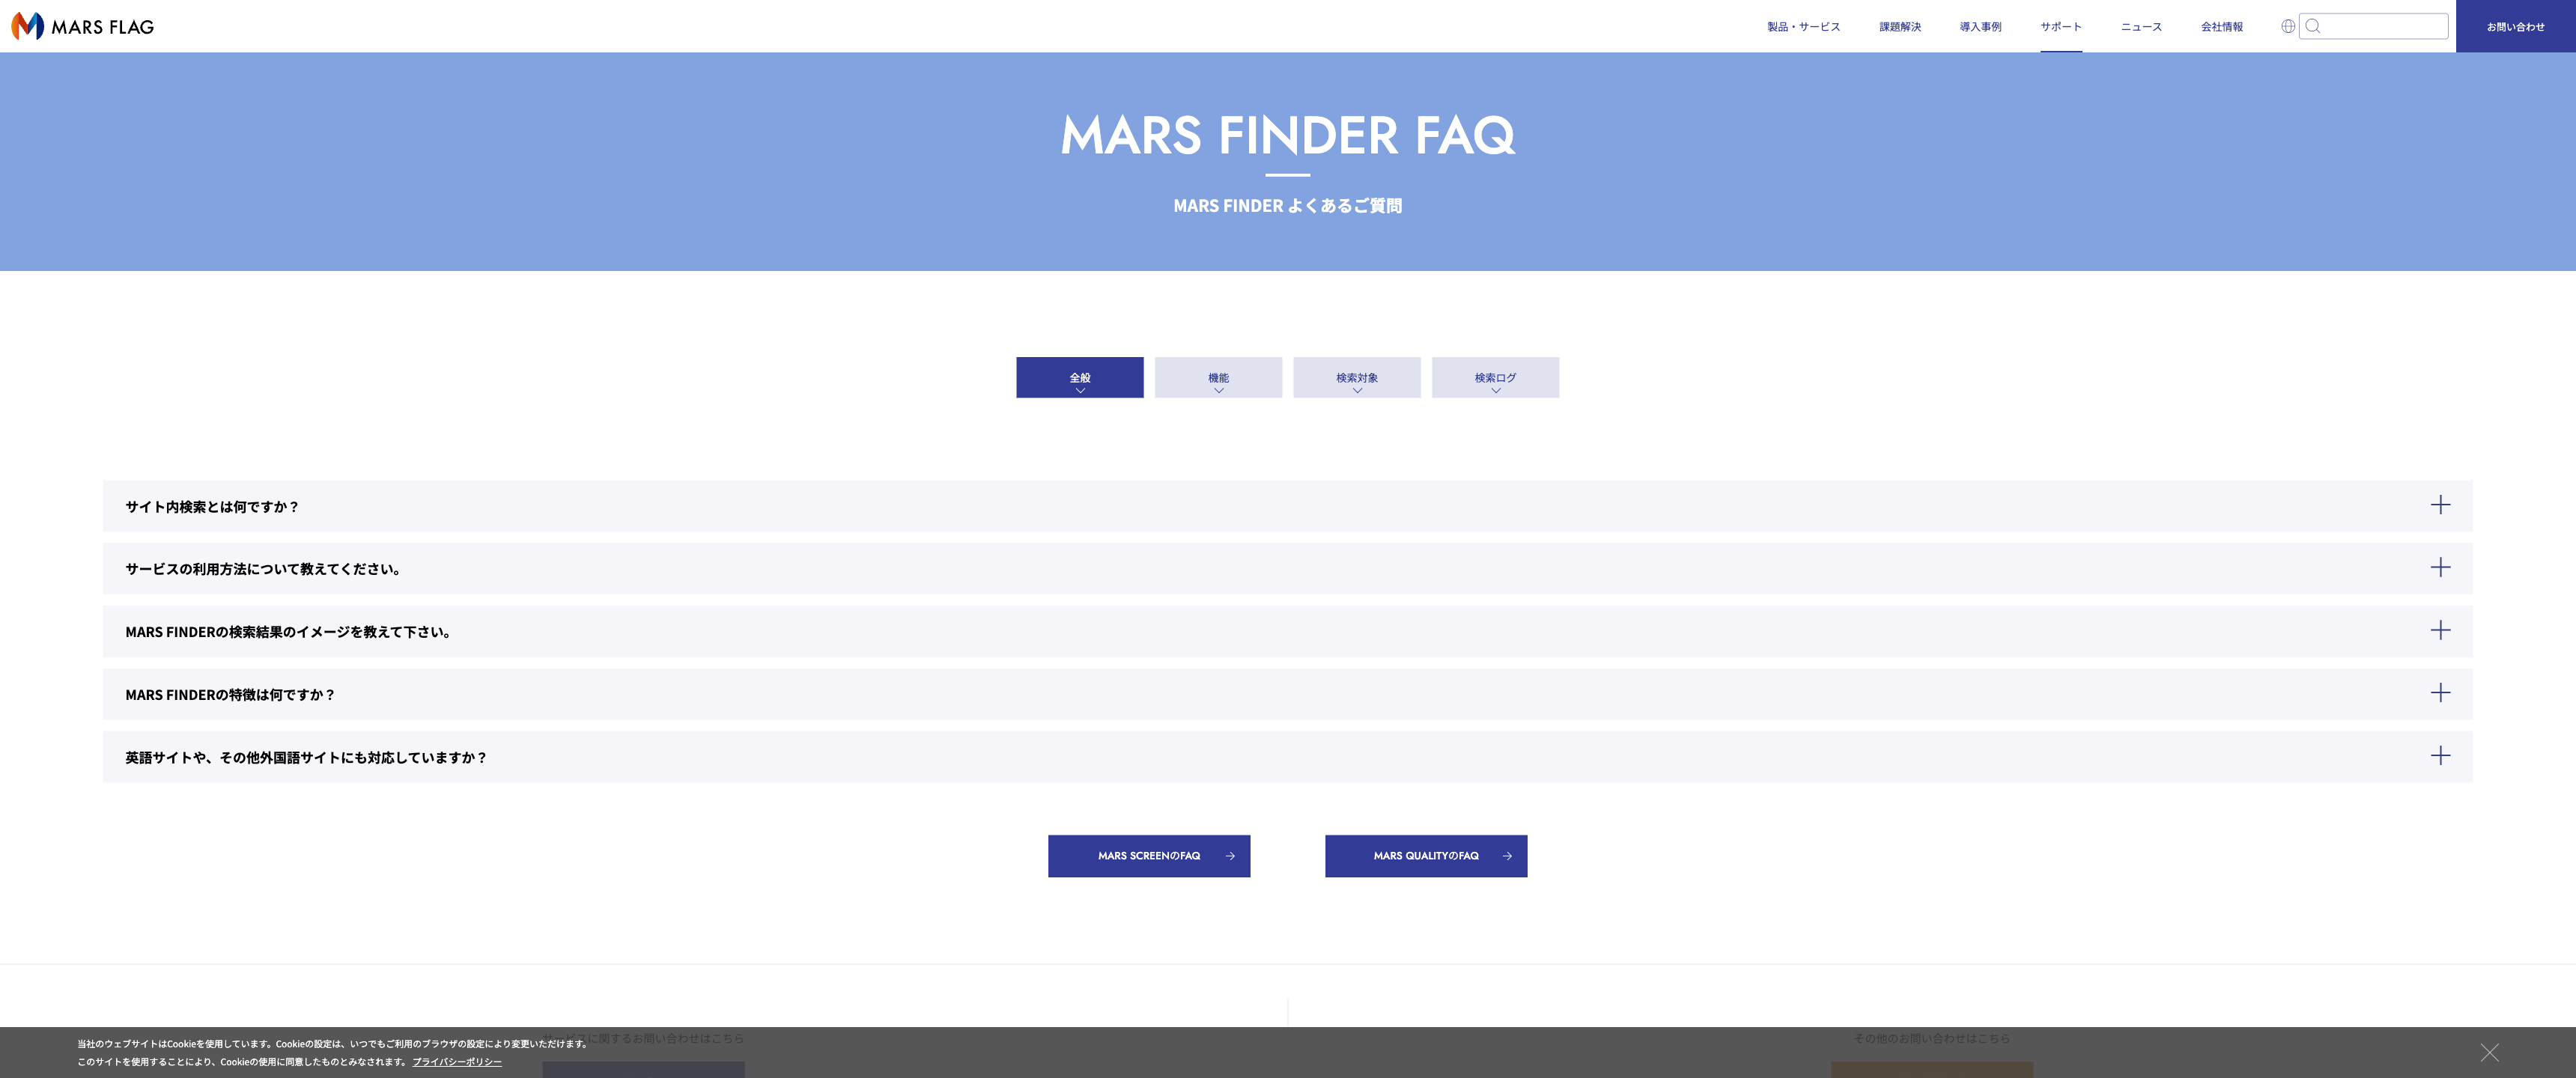 MARS FLAG
製品・サービス
課題解決
導入事例
サポート
ニュース
会社情報
お問い合わせ
MARS FINDER FAQ
MARS FINDER よくあるご質問
全般
機能
検索対象
検索ログ
サイト内検索とは何ですか？
サービスの利用方法について教えてください。
MARS FINDERの検索結果のイメージを教えて下さい。
MARS FINDERの特徴は何ですか？
英語サイトや、その他外国語サイトにも対応していますか？
MARS SCREENのFAQ
MARS QUALITYのFAQ
サービスに関するお問い合わせはこちら
その他のお問い合わせはこちら
当社のウェブサイトはCookieを使用しています。Cookieの設定は、いつでもご利用のブラウザの設定により変更いただけます。
このサイトを使用することにより、Cookieの使用に同意したものとみなされます。 プライバシーポリシー